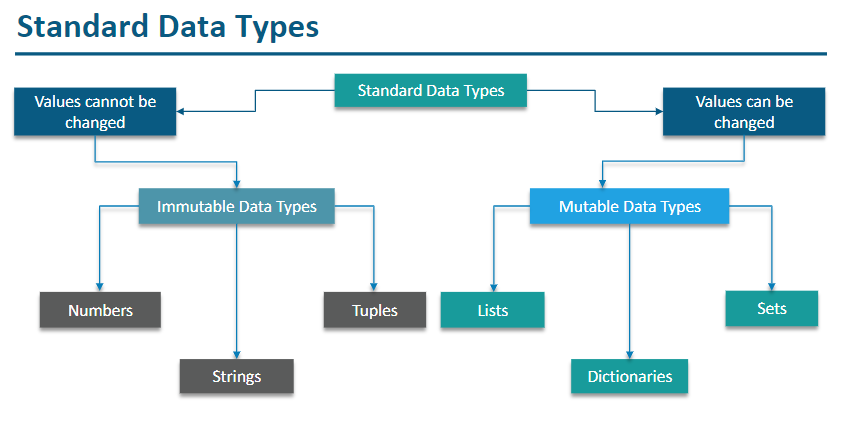 Standard Data Types
Standard Data Types
Values cannot be
changed
Values can be
changed
Immutable Data Types
Mutable Data Types
Numbers
Tuples
Lists
Sets
Strings
Dictionaries